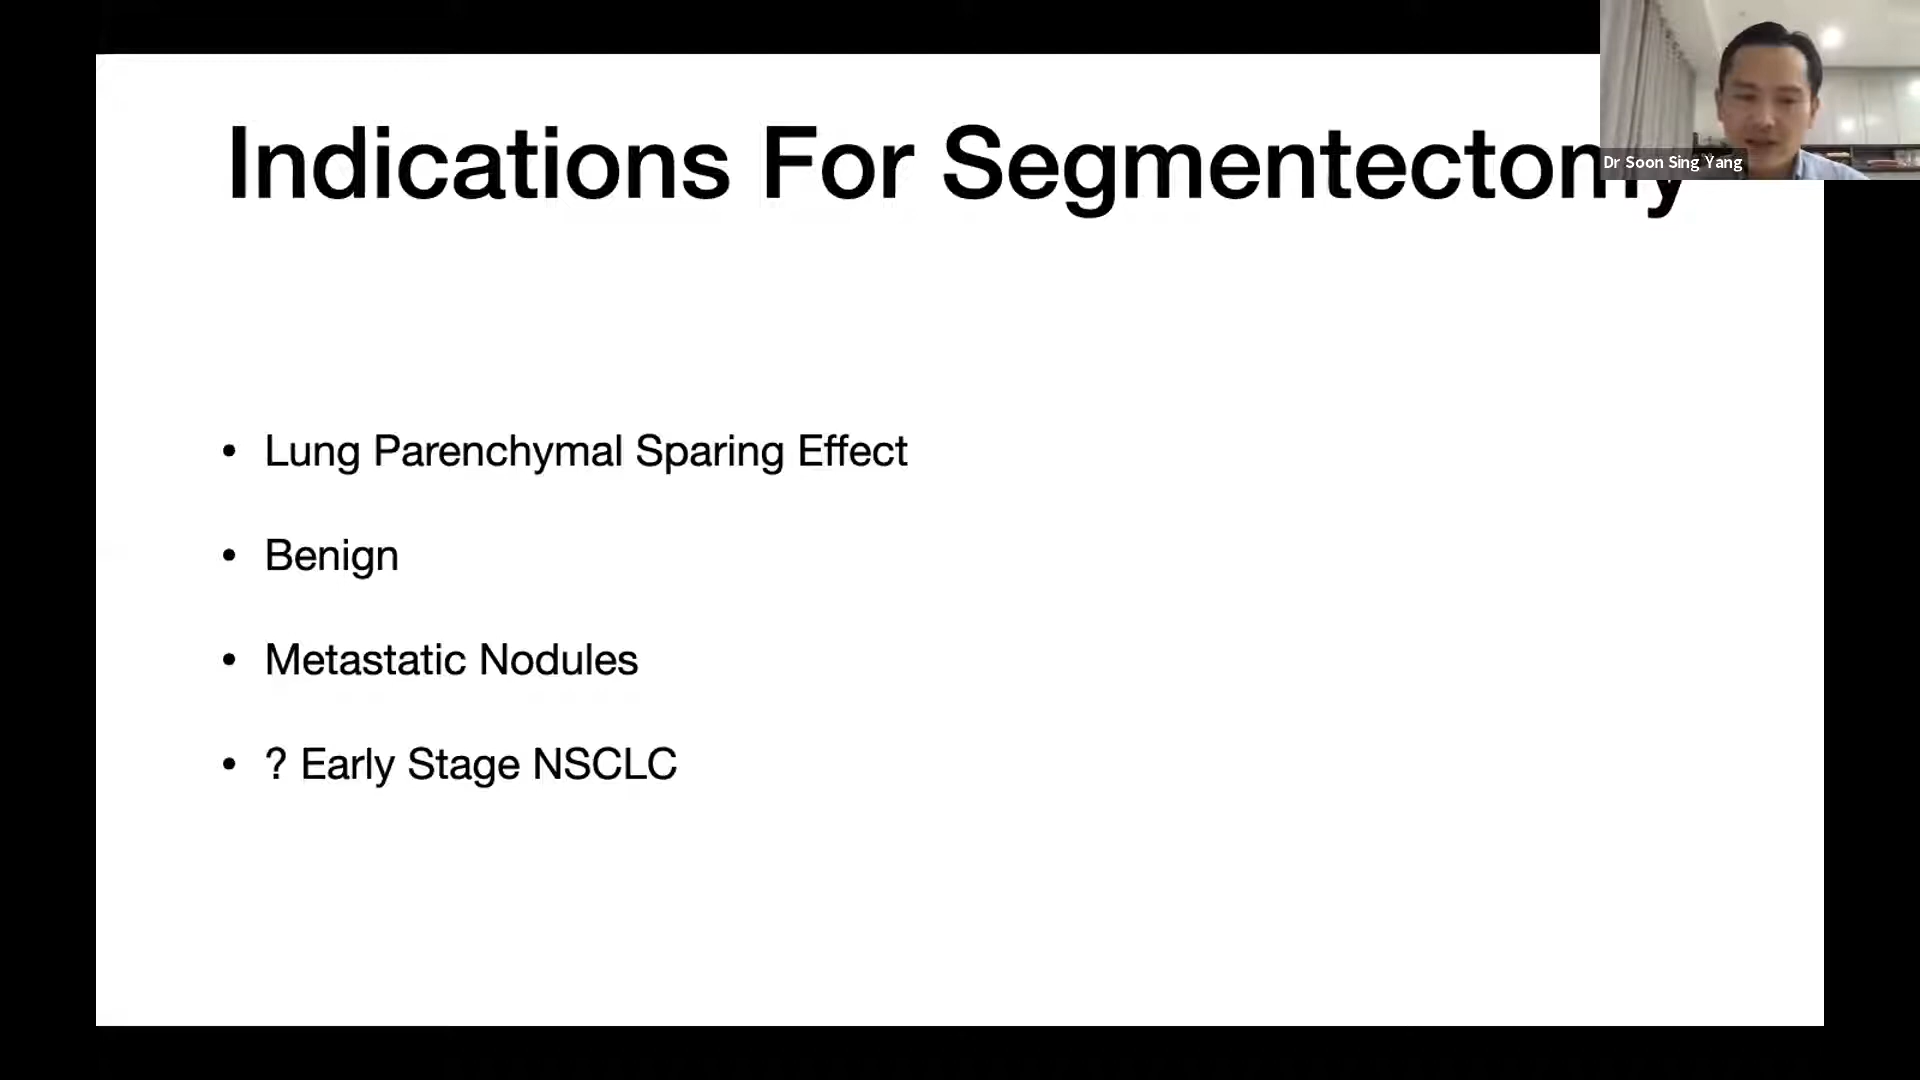 Indications For Segmentectomy
Dr Soon Sing Yang
• Lung Parenchymal Sparing Effect
• Benign
• Metastatic Nodules
• ? Early Stage NSCLC